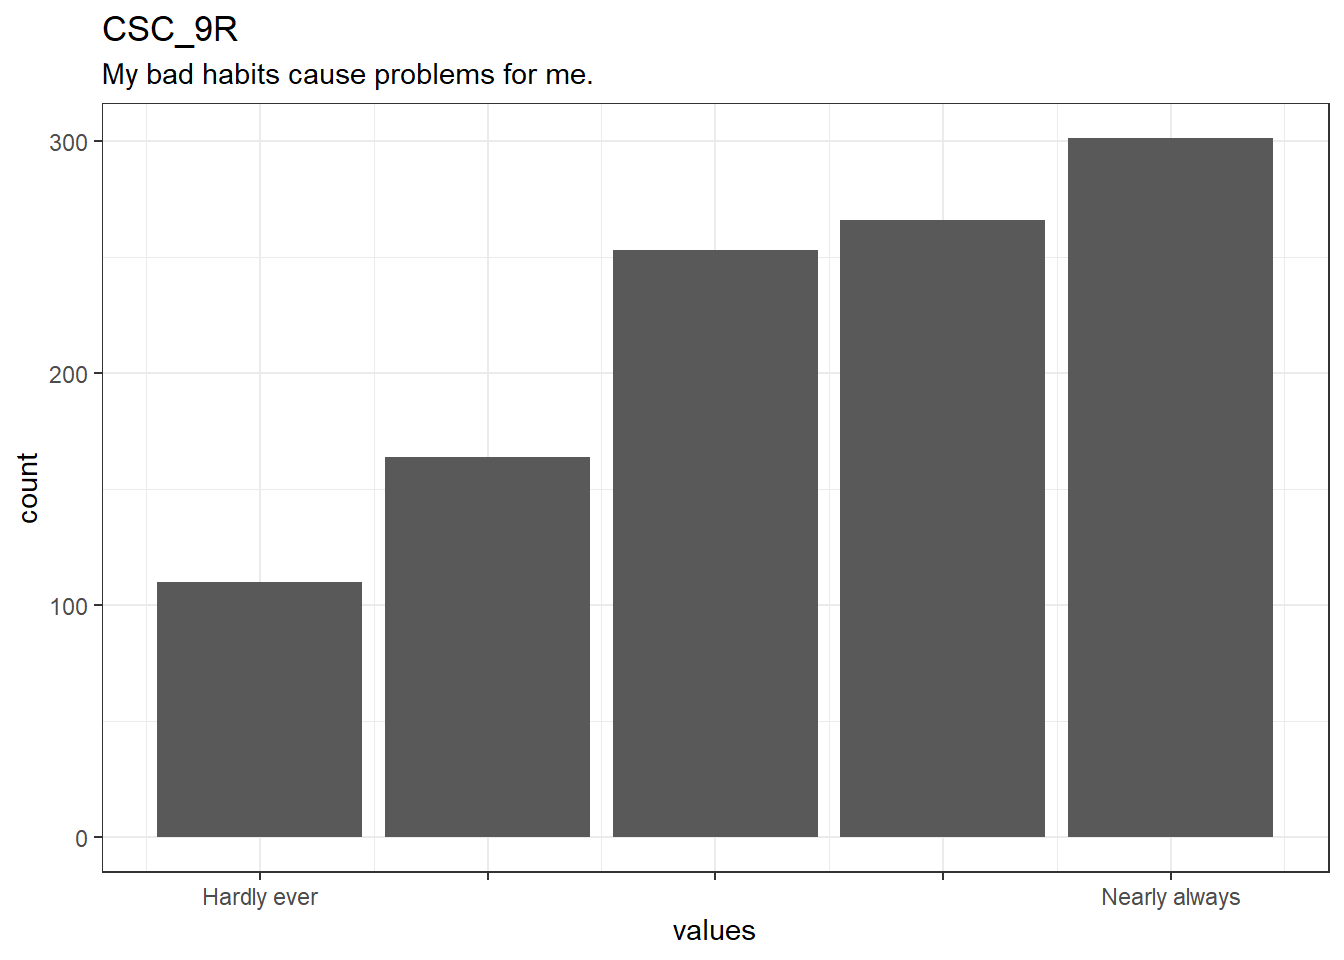 CSC_9R
My bad habits cause problems for me.
300
200
100
0
count
Hardly ever
Nearly always
values